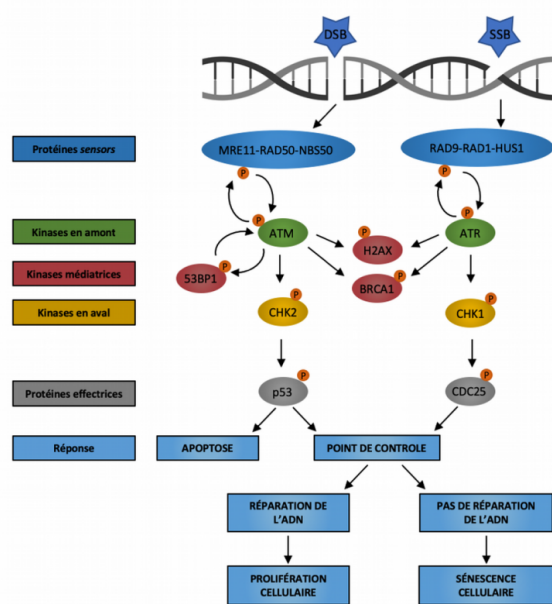 DSB
SSB
Protéines sensors
MRE11-RAD50-NBS50
RAD9-RAD1-HUS1
P
P
P
P
Kinases en amont
ATM
ATR
P
H2AX
Kinases médiatrices
53BP1
P
BRCA1
P
Kinases en aval
CHK2
P
CHK1
P
Protéines effectrices
p53
P
CDC25
P
Réponse
APOPTOSE
POINT DE CONTROLE
RÉPARATION DE
L'ADN
PAS DE RÉPARATION
DE L'ADN
PROLIFÉRATION
CELLULAIRE
SÉNESCENCE
CELLULAIRE